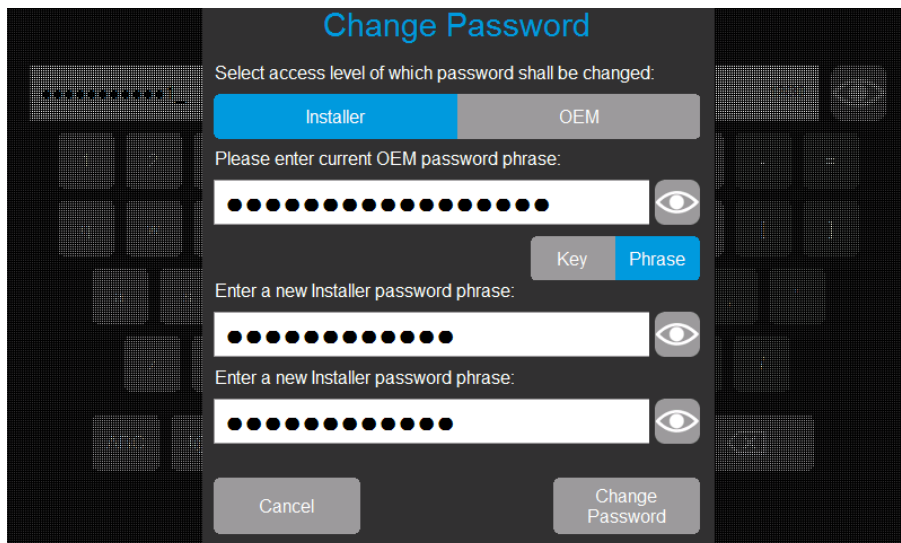 Change Password
Select access level of which password shall be changed:
Installer OEM
Please enter current OEM password phrase:
●●●●●●●●●●●●●●●●●
Key Phrase
Enter a new Installer password phrase:
●●●●●●●●●●●●
Enter a new Installer password phrase:
●●●●●●●●●●●●
Cancel
Change
Password